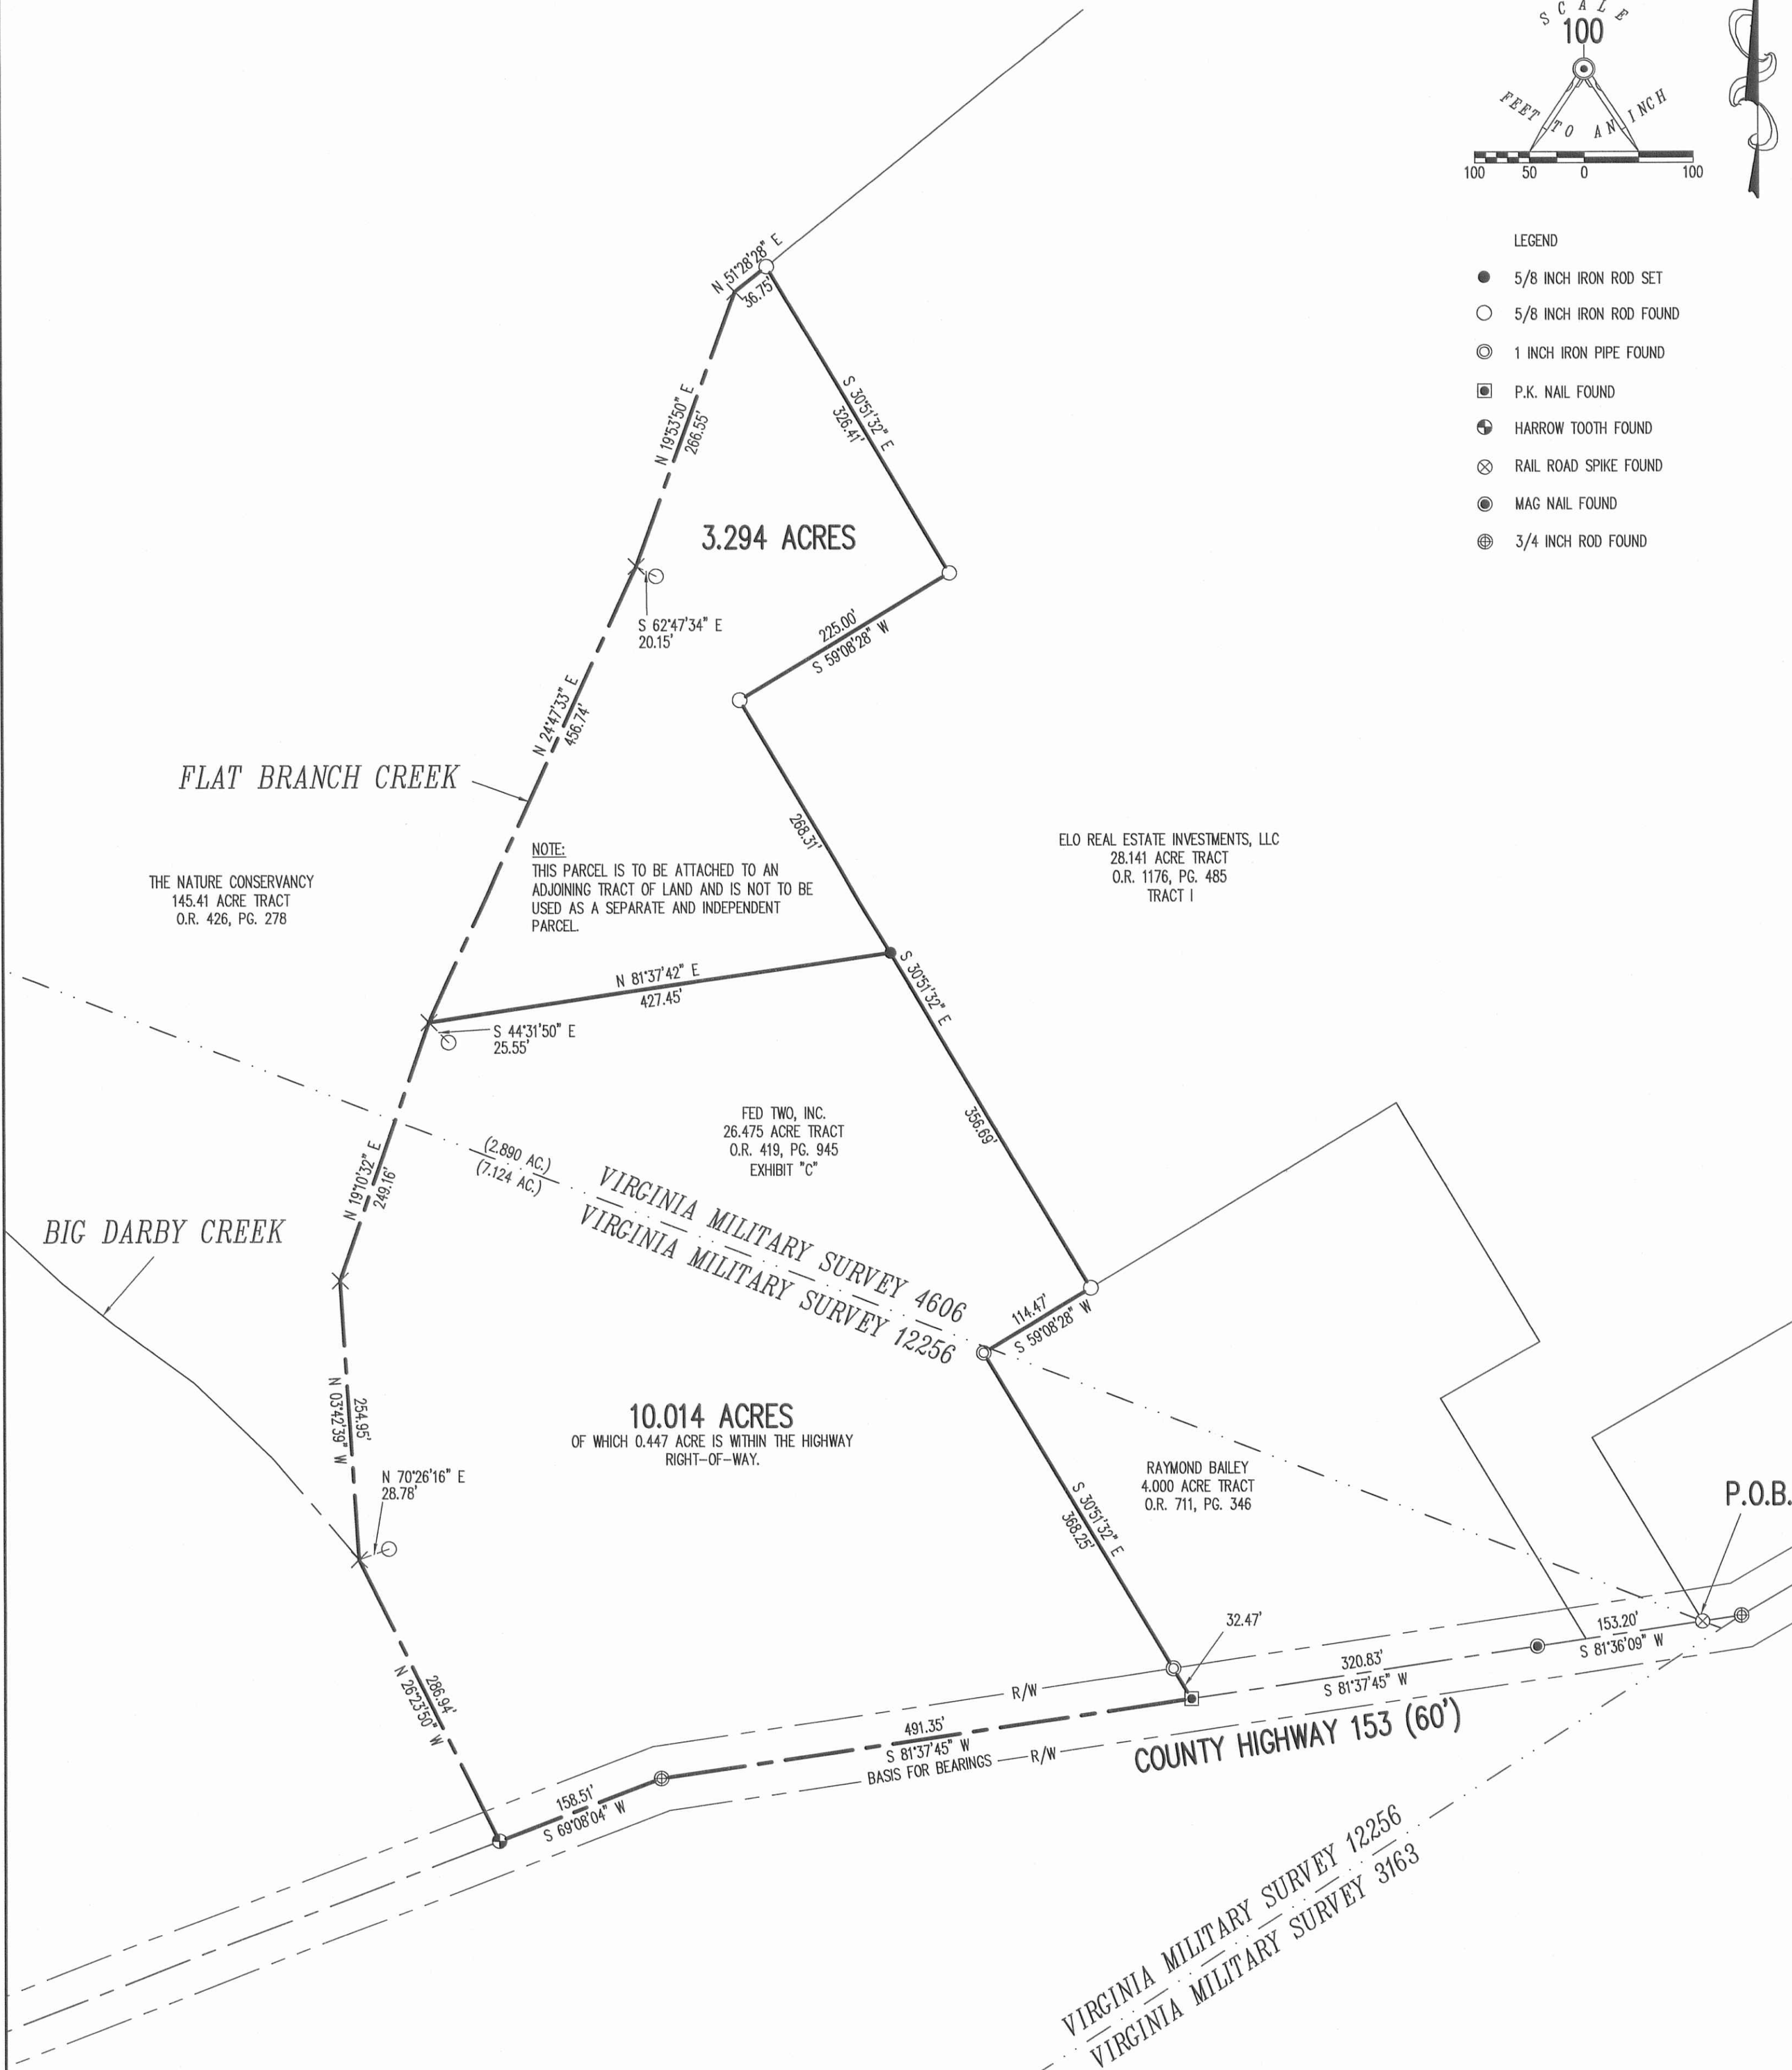 SCALE
100
FEET TO AN INCH
100 50 0 100
LEGEND
5/8 INCH IRON ROD SET
5/8 INCH IRON ROD FOUND
1 INCH IRON PIPE FOUND
P.K. NAIL FOUND
HARROW TOOTH FOUND
RAIL ROAD SPIKE FOUND
MAG NAIL FOUND
3/4 INCH ROD FOUND
N 51°28'28" E
36.75'
S 30°51'32" E
326.41'
N 19°53'50" E
266.55'
3.294 ACRES
S 62°47'34" E
20.15'
225.00'
S 59°08'28" W
N 24°47'33" E
456.74'
FLAT BRANCH CREEK
268.31'
THE NATURE CONSERVANCY
145.41 ACRE TRACT
O.R. 426, PG. 278
NOTE:
THIS PARCEL IS TO BE ATTACHED TO AN
ADJOINING TRACT OF LAND AND IS NOT TO BE
USED AS A SEPARATE AND INDEPENDENT
PARCEL.
ELO REAL ESTATE INVESTMENTS, LLC
28.141 ACRE TRACT
O.R. 1176, PG. 485
TRACT I
N 81°37'42" E
427.45'
S 30°51'32" E
356.69'
S 44°31'50" E
25.55'
FED TWO, INC.
26.475 ACRE TRACT
O.R. 419, PG. 945
EXHIBIT "C"
(2.890 AC.)
(7.124 AC.)
N 19°10'32" E
249.16'
VIRGINIA MILITARY SURVEY 4606
VIRGINIA MILITARY SURVEY 12256
BIG DARBY CREEK
114.47'
S 59°08'28" W
254.95'
N 03°42'39" W
10.014 ACRES
OF WHICH 0.447 ACRE IS WITHIN THE HIGHWAY
RIGHT-OF-WAY.
N 70°26'16" E
28.78'
S 30°51'32" E
368.25'
RAYMOND BAILEY
4.000 ACRE TRACT
O.R. 711, PG. 346
P.O.B.
32.47'
153.20'
S 81°36'09" W
320.83'
S 81°37'45" W
286.94'
N 26°23'50" W
R/W
491.35'
S 81°37'45" W
BASIS FOR BEARINGS
R/W
COUNTY HIGHWAY 153 (60')
158.51'
S 69°08'04" W
VIRGINIA MILITARY SURVEY 12256
VIRGINIA MILITARY SURVEY 3163